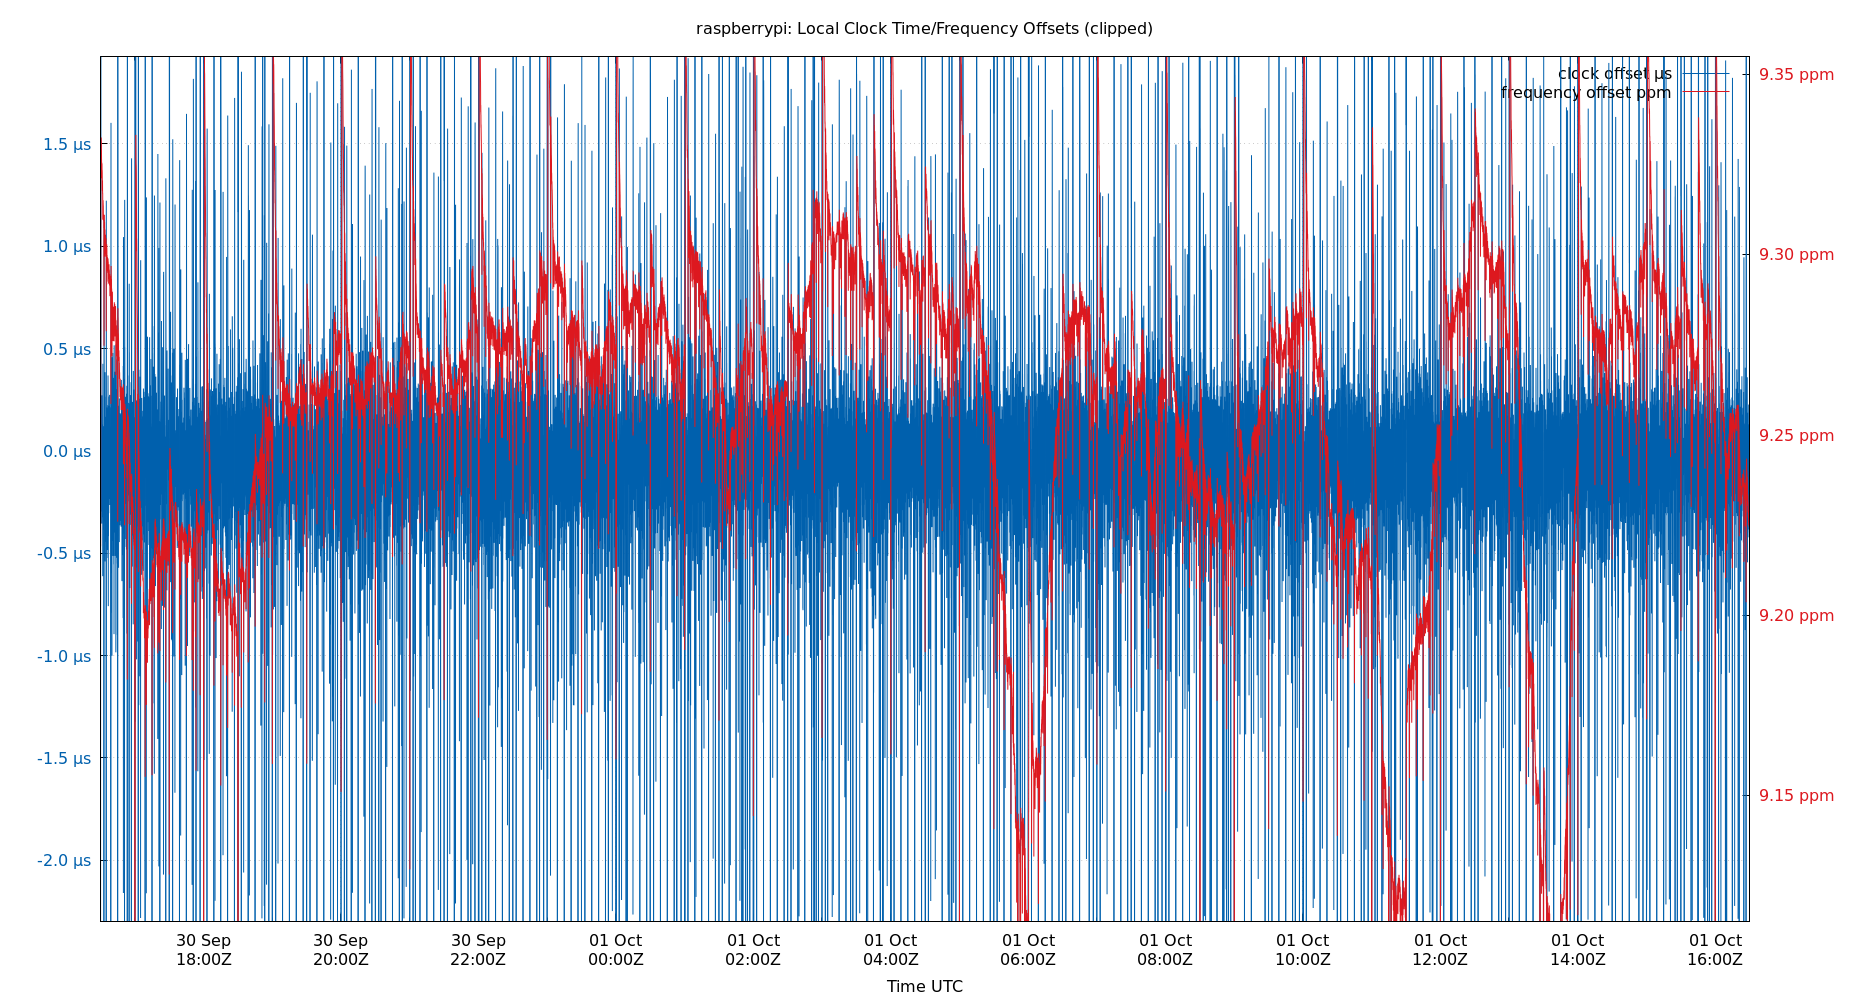 raspberrypi: Local Clock Time/Frequency Offsets (clipped)
clock offset µs
frequency offset ppm
1.5 µs
1.0 µs
0.5 µs
0.0 µs
-0.5 µs
-1.0 µs
-1.5 µs
-2.0 µs
9.35 ppm
9.30 ppm
9.25 ppm
9.20 ppm
9.15 ppm
30 Sep 30 Sep 30 Sep 01 Oct 01 Oct 01 Oct 01 Oct 01 Oct 01 Oct 01 Oct 01 Oct 01 Oct
18:00Z 20:00Z 22:00Z 00:00Z 02:00Z 04:00Z 06:00Z 08:00Z 10:00Z 12:00Z 14:00Z 16:00Z
Time UTC